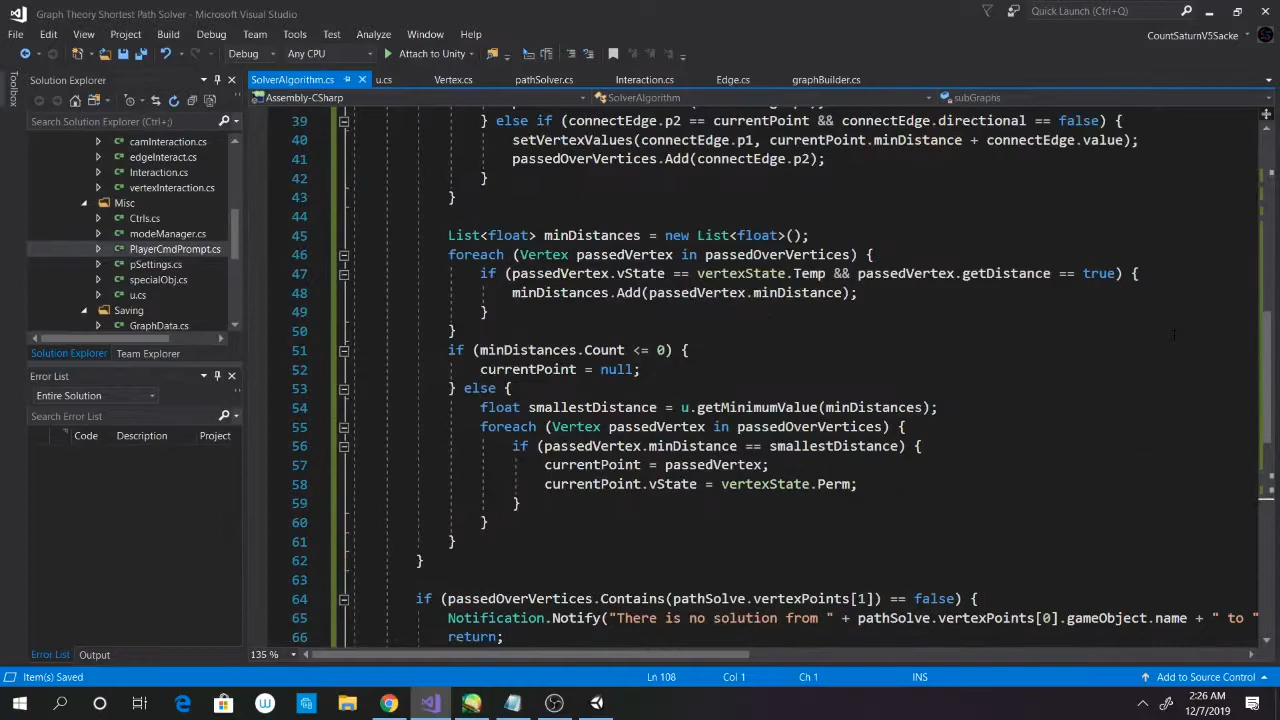 Graph Theory Shortest Path Solver - Microsoft Visual Studio
Quick Launch (Ctrl+Q)
File Edit View Project Build Debug Team Tools Test Analyze Window Help
CountSaturnV5Sacke
Debug Any CPU Attach to Unity
Toolbox
Solution Explorer
SolverAlgorithm.cs u.cs Vertex.cs pathSolver.cs Interaction.cs Edge.cs graphBuilder.cs
Assembly-CSharp SolverAlgorithm subGraphs
Search Solution Explorer (Ctrl+;)
camInteraction.cs
edgeInteract.cs
Interaction.cs
vertexInteraction.cs
Misc
Ctrls.cs
modeManager.cs
PlayerCmdPrompt.cs
pSettings.cs
specialObj.cs
u.cs
Saving
GraphData.cs
Solution Explorer Team Explorer
Error List
Entire Solution
Search Error List
Code Description Project
Error List Output
39 } else if (connectEdge.p2 == currentPoint && connectEdge.directional == false) {
40 setVertexValues(connectEdge.p1, currentPoint.minDistance + connectEdge.value);
41 passedOverVertices.Add(connectEdge.p2);
42 }
43 }
44
45 List<float> minDistances = new List<float>();
46 foreach (Vertex passedVertex in passedOverVertices) {
47 if (passedVertex.vState == vertexState.Temp && passedVertex.getDistance == true) {
48 minDistances.Add(passedVertex.minDistance);
49 }
50 }
51 if (minDistances.Count <= 0) {
52 currentPoint = null;
53 } else {
54 float smallestDistance = u.getMinimumValue(minDistances);
55 foreach (Vertex passedVertex in passedOverVertices) {
56 if (passedVertex.minDistance == smallestDistance) {
57 currentPoint = passedVertex;
58 currentPoint.vState = vertexState.Perm;
59 }
60 }
61 }
62 }
63
64 if (passedOverVertices.Contains(pathSolve.vertexPoints[1]) == false) {
65 Notification.Notify("There is no solution from " + pathSolve.vertexPoints[0].gameObject.name + " to "
66 return;
135 %
Item(s) Saved Ln 108 Col 1 Ch 1 INS Add to Source Control
2:26 AM
12/7/2019